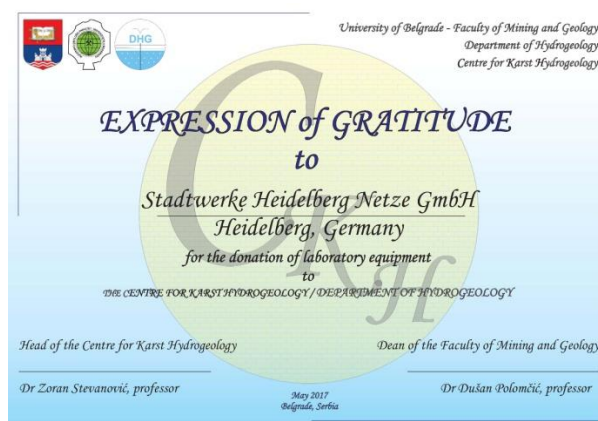 DHG
University of Belgrade - Faculty of Mining and Geology
Department of Hydrogeology
Centre for Karst Hydrogeology
CKH
EXPRESSION of GRATITUDE
to
Stadtwerke Heidelberg Netze GmbH
Heidelberg, Germany
for the donation of laboratory equipment
to
THE CENTRE FOR KARST HYDROGEOLOGY / DEPARTMENT OF HYDROGEOLOGY
Head of the Centre for Karst Hydrogeology
Dean of the Faculty of Mining and Geology
Dr Zoran Stevanović, professor
Dr Dušan Polomčić, professor
May 2017
Belgrade, Serbia